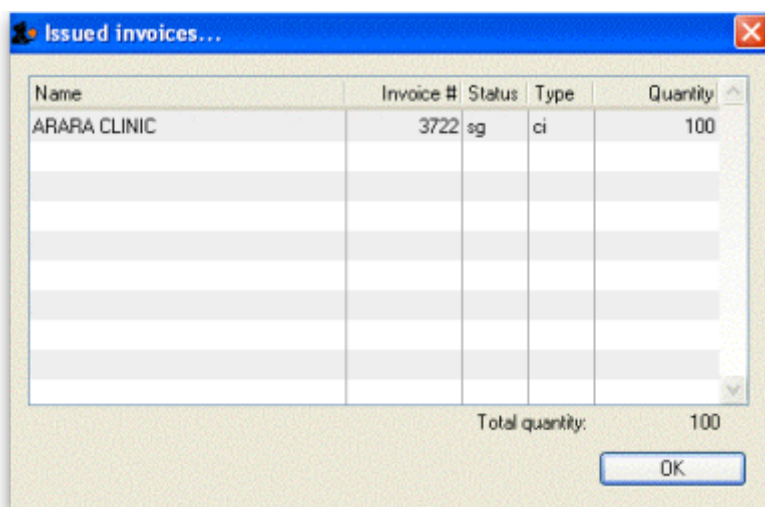 Issued invoices...
Name Invoice # Status Type Quantity
ARARA CLINIC 3722 sg ci 100
Total quantity: 100
OK